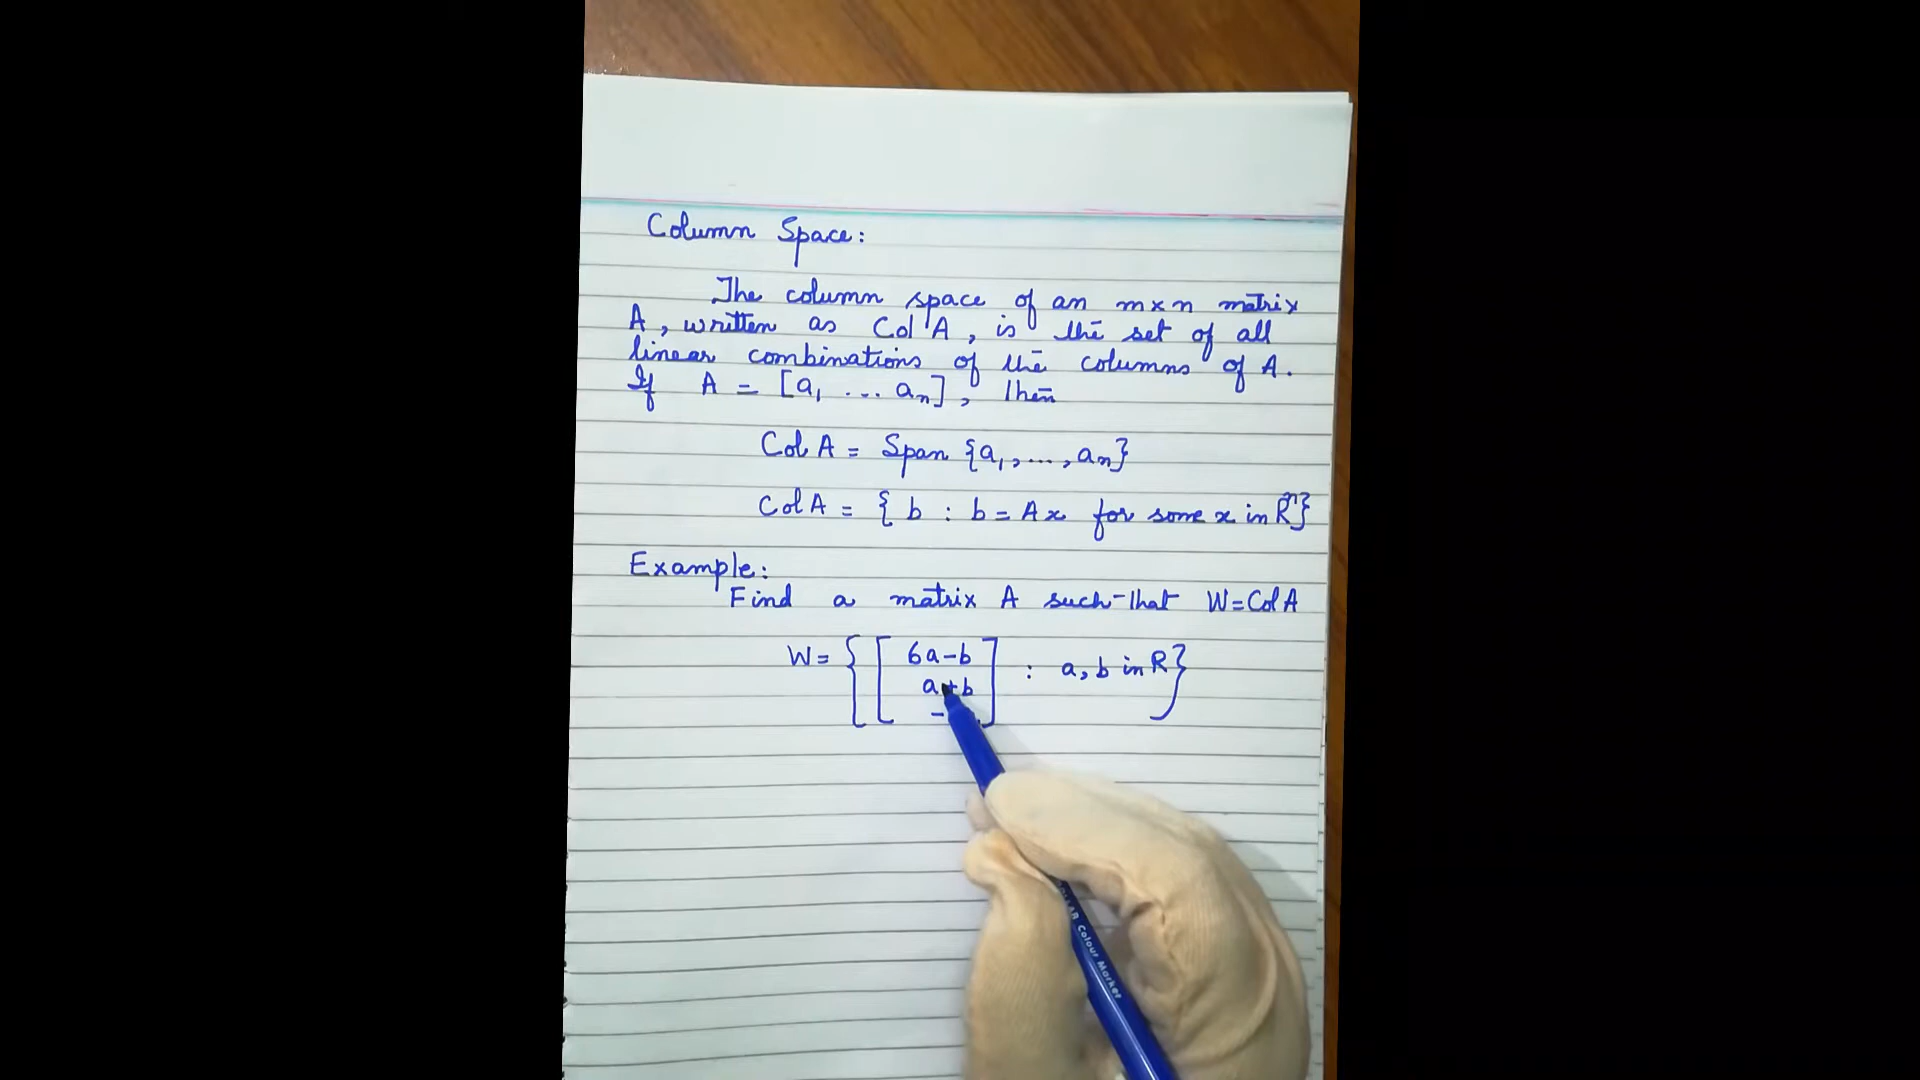 Column Space:
The column space of an m×n matrix
A, written as Col A, is the set of all
linear combinations of the columns of A.
If A = [a₁ ... aₙ], Then
Col A = Span {a₁, ..., aₙ}
Col A = { b : b = Ax for some x in Rⁿ}
Example:
Find a matrix A such-that W = Col A
W = { [ 6a-b ] : a, b in R }
a+b
-
Colour Marker